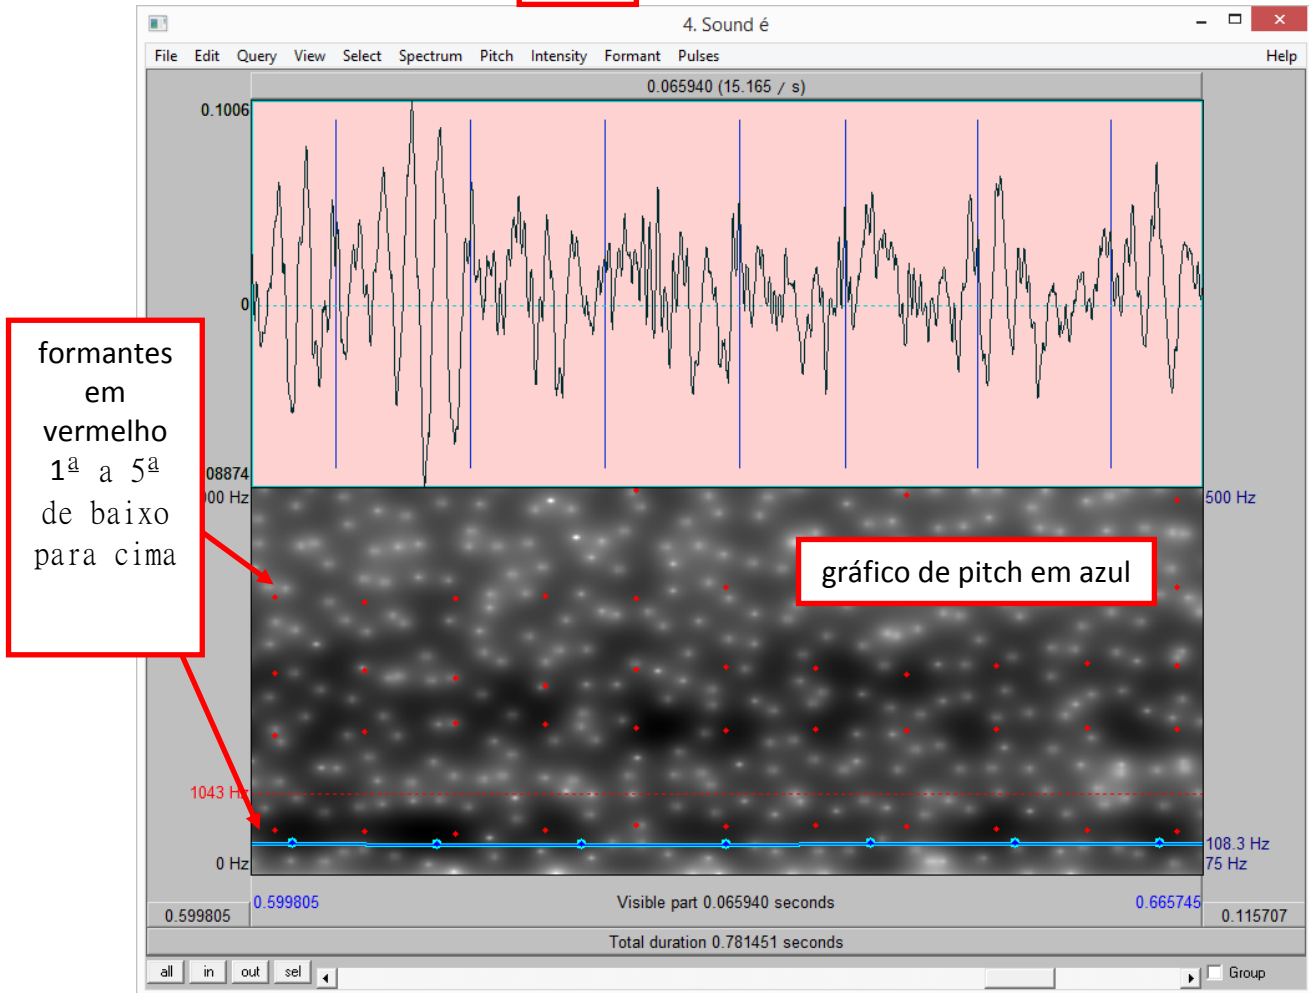 4. Sound é
File Edit Query View Select Spectrum Pitch Intensity Formant Pulses Help
0.065940 (15.165 / s)
0.1006
0
08874
000 Hz
500 Hz
formantes
em
vermelho
1ª a 5ª
de baixo
para cima
gráfico de pitch em azul
1043 Hz
108.3 Hz
0 Hz
75 Hz
0.599805
0.599805
Visible part 0.065940 seconds
0.665745
0.115707
Total duration 0.781451 seconds
all in out sel
Group